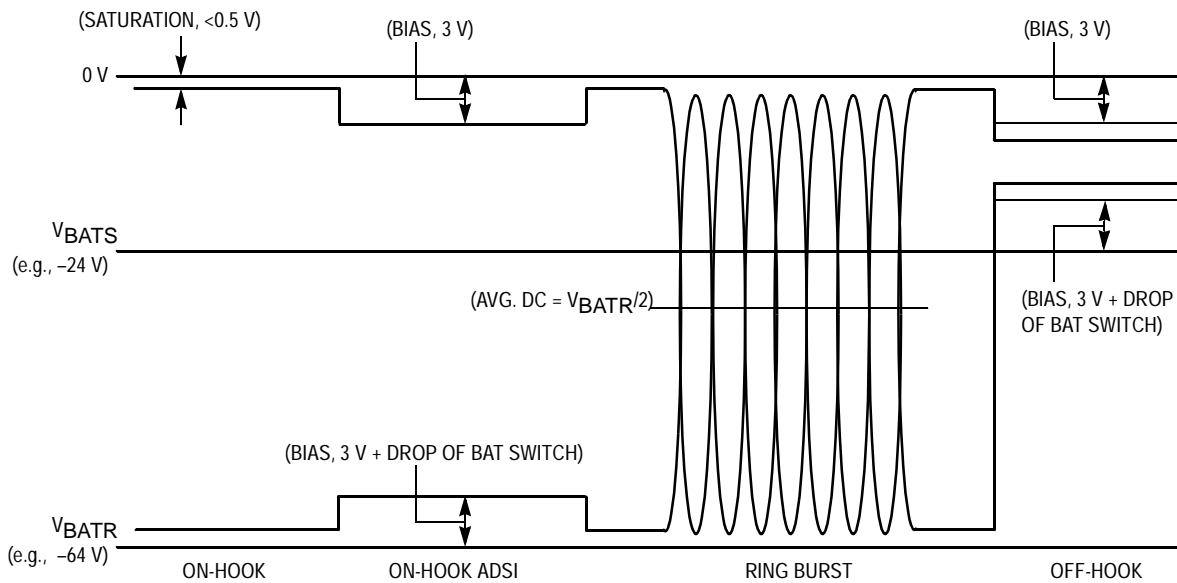 (SATURATION, <0.5 V)
(BIAS, 3 V)
(BIAS, 3 V)
0 V
VBATS
(e.g., –24 V)
(AVG. DC = VBATR/2)
(BIAS, 3 V + DROP
OF BAT SWITCH)
(BIAS, 3 V + DROP OF BAT SWITCH)
VBATR
(e.g., –64 V)
ON-HOOK
ON-HOOK ADSI
RING BURST
OFF-HOOK